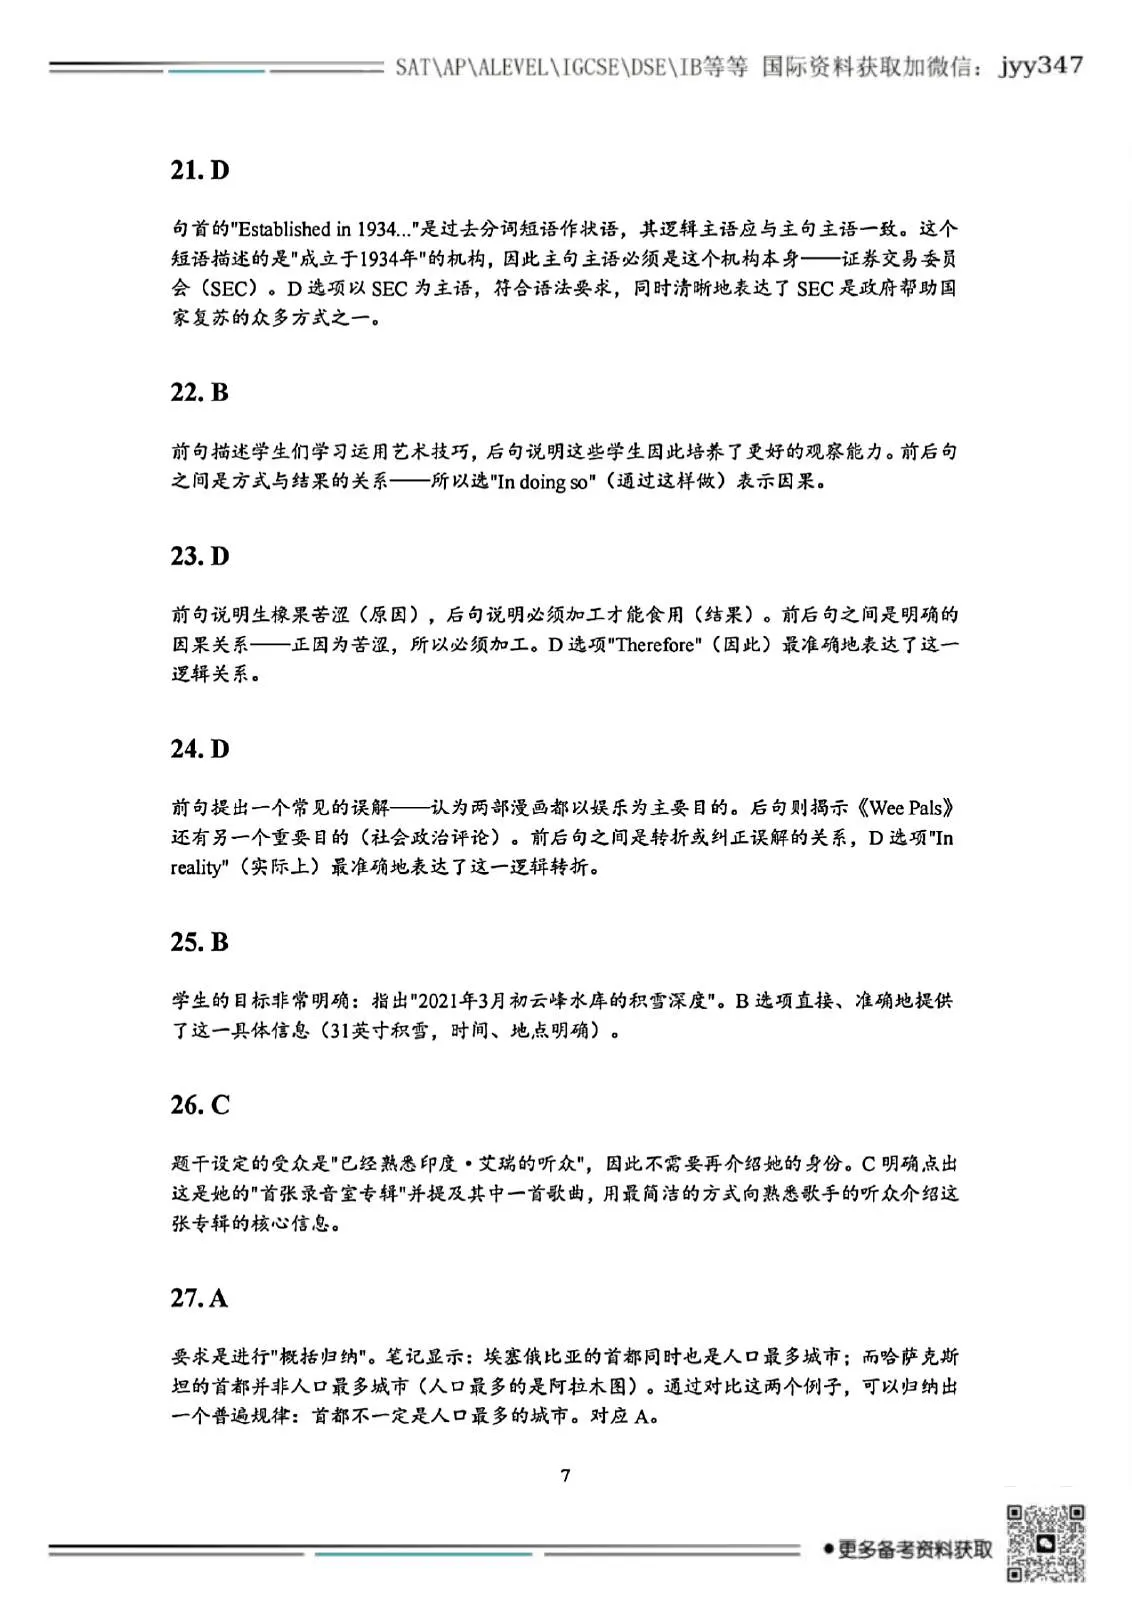 SAT\AP\ALEVEL\IGCSE\DSE\IB等等 国际资料获取加微信：jyy347
21. D
句首的"Established in 1934..."是过去分词短语作状语，其逻辑主语应与主句主语一致。这个
短语描述的是"成立于1934年"的机构，因此主句主语必须是这个机构本身——证券交易委员
会（SEC）。D 选项以 SEC 为主语，符合语法要求，同时清晰地表达了 SEC 是政府帮助国
家复苏的众多方式之一。
22. B
前句描述学生们学习运用艺术技巧，后句说明这些学生因此培养了更好的观察能力。前后句
之间是方式与结果的关系——所以选"In doing so"（通过这样做）表示因果。
23. D
前句说明生橡果苦涩（原因），后句说明必须加工才能食用（结果）。前后句之间是明确的
因果关系——正因为苦涩，所以必须加工。D 选项"Therefore"（因此）最准确地表达了这一
逻辑关系。
24. D
前句提出一个常见的误解——认为两部漫画都以娱乐为主要目的。后句则揭示《Wee Pals》
还有另一个重要目的（社会政治评论）。前后句之间是转折或纠正误解的关系，D 选项"In
reality"（实际上）最准确地表达了这一逻辑转折。
25. B
学生的目标非常明确：指出"2021年3月初云峰水库的积雪深度"。B 选项直接、准确地提供
了这一具体信息（31英寸积雪，时间、地点明确）。
26. C
题干设定的受众是"已经熟悉印度·艾瑞的听众"，因此不需要再介绍她的身份。C 明确点出
这是她的"首张录音室专辑"并提及其中一首歌曲，用最简洁的方式向熟悉歌手的听众介绍这
张专辑的核心信息。
27. A
要求是进行"概括归纳"。笔记显示：埃塞俄比亚的首都同时也是人口最多城市；而哈萨克斯
坦的首都并非人口最多城市（人口最多的是阿拉木图）。通过对比这两个例子，可以归纳出
一个普遍规律：首都不一定是人口最多的城市。对应 A。
7
●更多备考资料获取